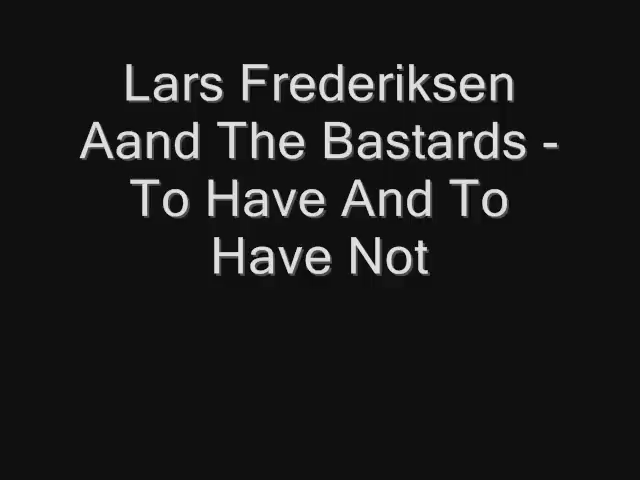 Lars Frederiksen
Aand The Bastards -
To Have And To
Have Not